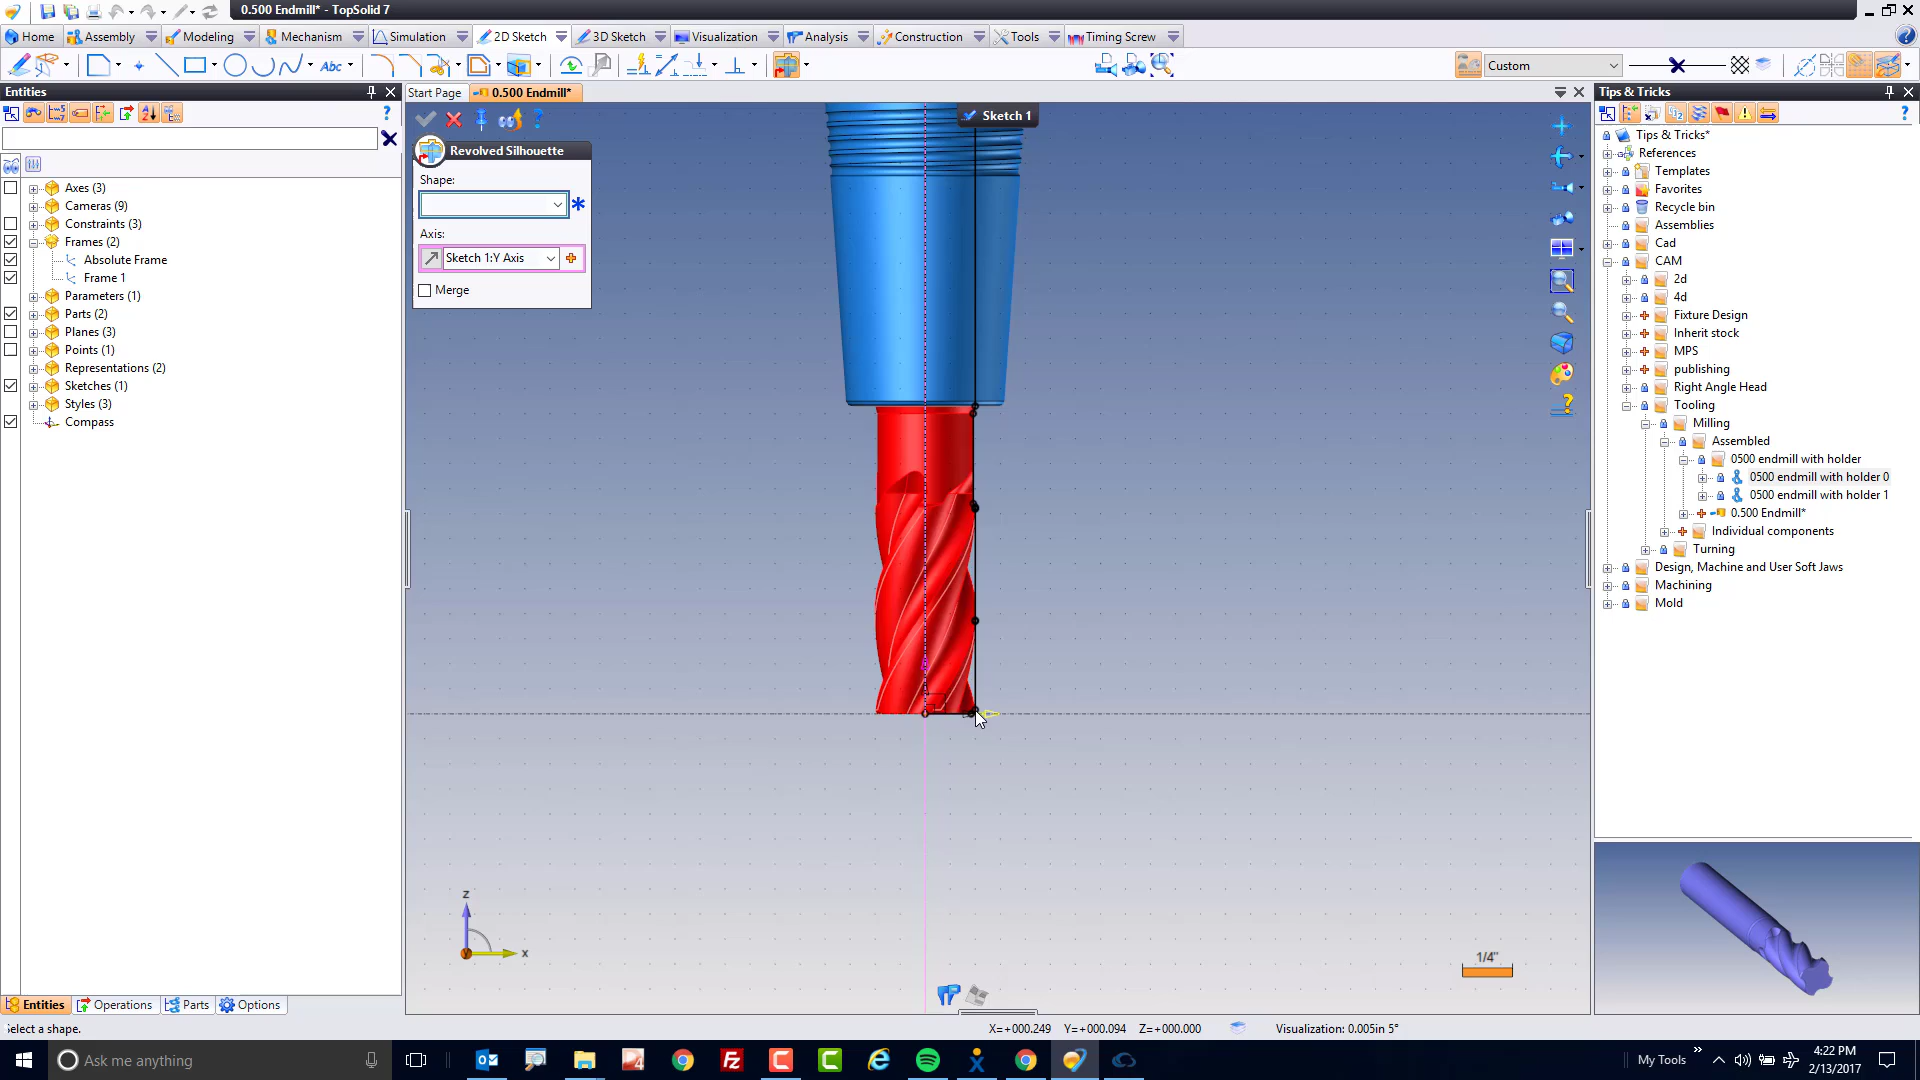 0.500 Endmill* - TopSolid 7
Home Assembly Modeling Mechanism Simulation 2D Sketch 3D Sketch Visualization Analysis Construction Tools Timing Screw
Abc
Custom
Entities
Start Page
0.500 Endmill*
Tips & Tricks
Sketch 1
Revolved Silhouette
Shape:
Axis:
Sketch 1:Y Axis
Merge
Axes (3)
Cameras (9)
Constraints (3)
Frames (2)
Absolute Frame
Frame 1
Parameters (1)
Parts (2)
Planes (3)
Points (1)
Representations (2)
Sketches (1)
Styles (3)
Compass
Tips & Tricks*
References
Templates
Favorites
Recycle bin
Assemblies
Cad
CAM
2d
4d
Fixture Design
Inherit stock
MPS
publishing
Right Angle Head
Tooling
Milling
Assembled
0500 endmill with holder
0500 endmill with holder 0
0500 endmill with holder 1
0.500 Endmill*
Individual components
Turning
Design, Machine and User Soft Jaws
Machining
Mold
z
x
1/4"
Entities Operations Parts Options
Select a shape.
X=+000.249 Y=+000.094 Z=+000.000
Visualization: 0.005in 5°
Ask me anything
My Tools
4:22 PM
2/13/2017